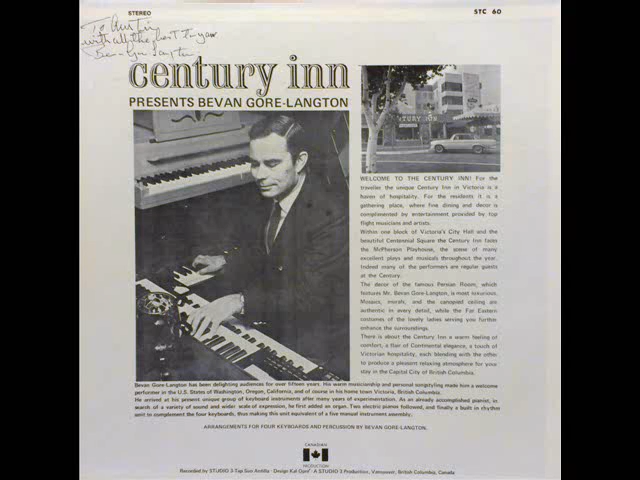 STEREO
STC 60
To Austin
with all the best
century inn
PRESENTS BEVAN GORE-LANGTON
CENTURY INN
WELCOME TO THE CENTURY INN! For the
traveller the unique Century Inn in Victoria is a
haven of hospitality. For the residents it is a
gathering place, where fine dining and decor is
complimented by entertainment provided by top
flight musicians and artists.
Within one block of Victoria's City Hall and the
beautiful Centennial Square the Century Inn faces
the McPherson Playhouse, the scene of many
excellent plays and musicals throughout the year.
Indeed many of the performers are regular guests
at the Century.
The decor of the famous Persian Room, which
features Mr. Bevan Gore-Langton, is most luxurious.
Mosaics, murals, and the canopied ceiling are
authentic in every detail, while the Far Eastern
costumes of the lovely ladies serving you further
enhance the surroundings.
There is about the Century Inn a warm feeling of
comfort, a flair of Continental elegance, a touch of
Victorian hospitality, each blending with the other
to produce a pleasant relaxing atmosphere for your
stay in the Capital City of British Columbia.
Bevan Gore-Langton has been delighting audiences for over fifteen years. His warm musicianship and personal songstyling made him a welcome
performer in the U.S. States of Washington, Oregon, California, and of course in his home town Victoria, British Columbia.
He arrived at his present unique group of keyboard instruments after many years of experimentation. As an already accomplished pianist, in
search of a variety of sound and wider scale of expression, he first added an organ. Two electric pianos followed, and finally a built in rhythm
unit to complement the four keyboards, thus making this unit equivalent of a five manual instrument assembly.
ARRANGEMENTS FOR FOUR KEYBOARDS AND PERCUSSION BY BEVAN GORE-LANGTON.
CANADIAN
PRODUCTION
Recorded by STUDIO 3-Tap Suo Anttila · Design Kal Opre' · A STUDIO 3 Production, Vancouver, British Columbia, Canada